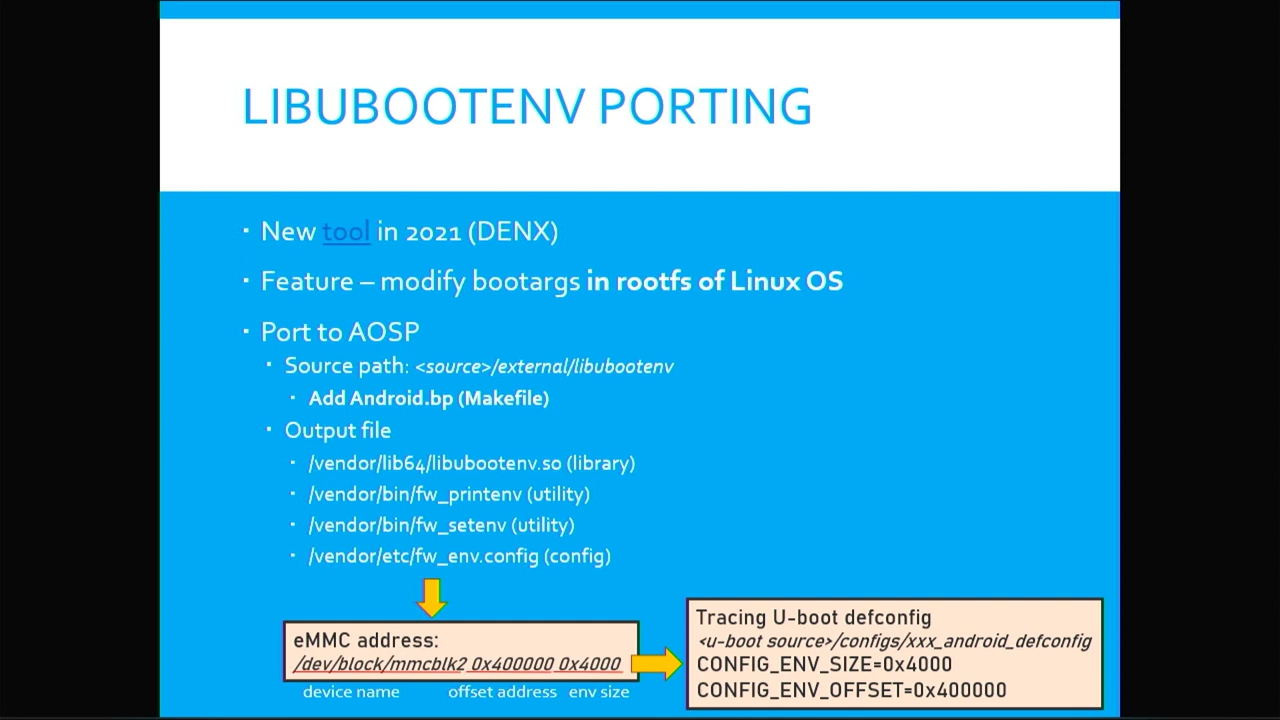 LIBUBOOTENV PORTING
▪ New tool in 2021 (DENX)
▪ Feature – modify bootargs in rootfs of Linux OS
▪ Port to AOSP
▪ Source path: <source>/external/libubootenv
▪ Add Android.bp (Makefile)
▪ Output file
▪ /vendor/lib64/libubootenv.so (library)
▪ /vendor/bin/fw_printenv (utility)
▪ /vendor/bin/fw_setenv (utility)
▪ /vendor/etc/fw_env.config (config)
eMMC address:
/dev/block/mmcblk2 0x400000 0x4000
device name offset address env size
Tracing U-boot defconfig
<u-boot source>/configs/xxx_android_defconfig
CONFIG_ENV_SIZE=0x4000
CONFIG_ENV_OFFSET=0x400000